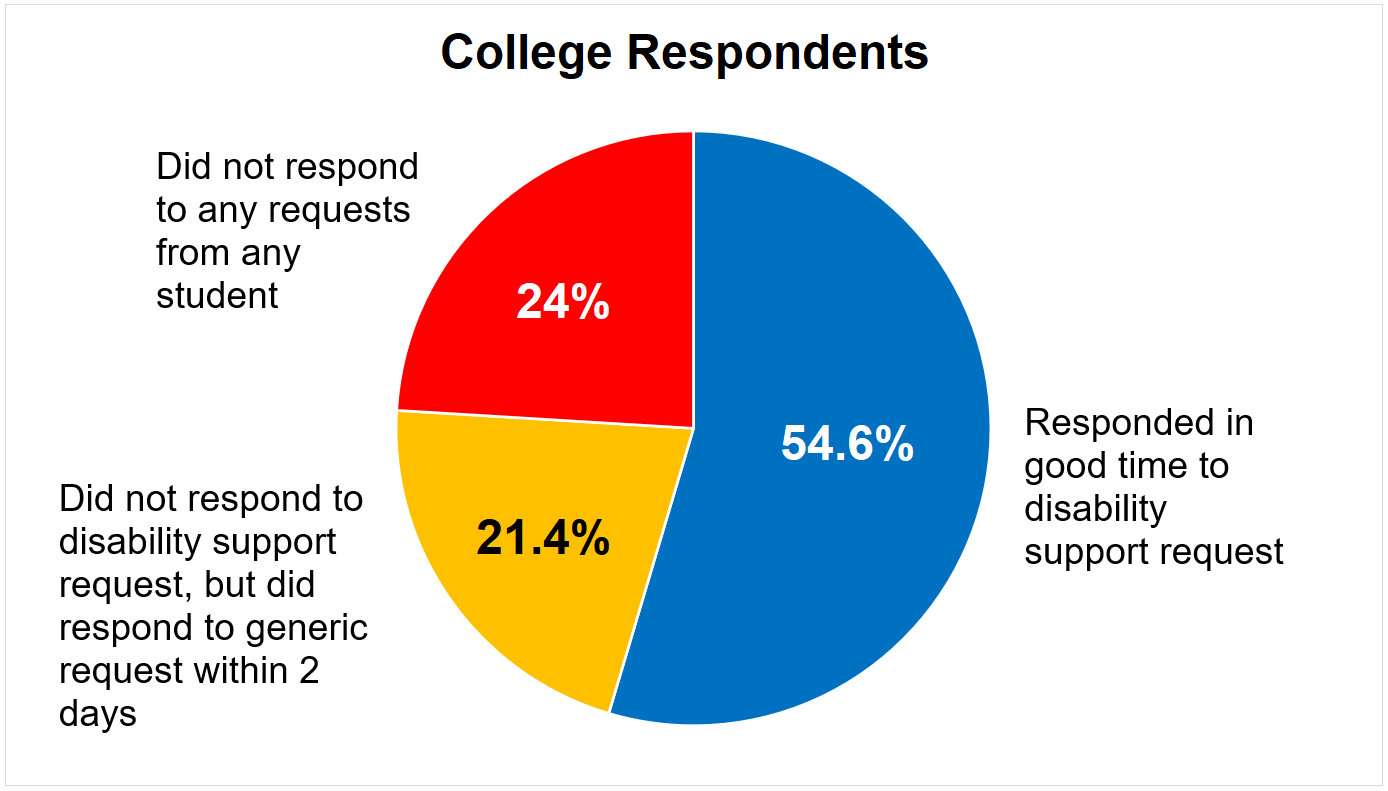 College Respondents
Did not respond
to any requests
from any
student
24%
54.6%
Responded in
good time to
disability
support request
21.4%
Did not respond to
disability support
request, but did
respond to generic
request within 2
days